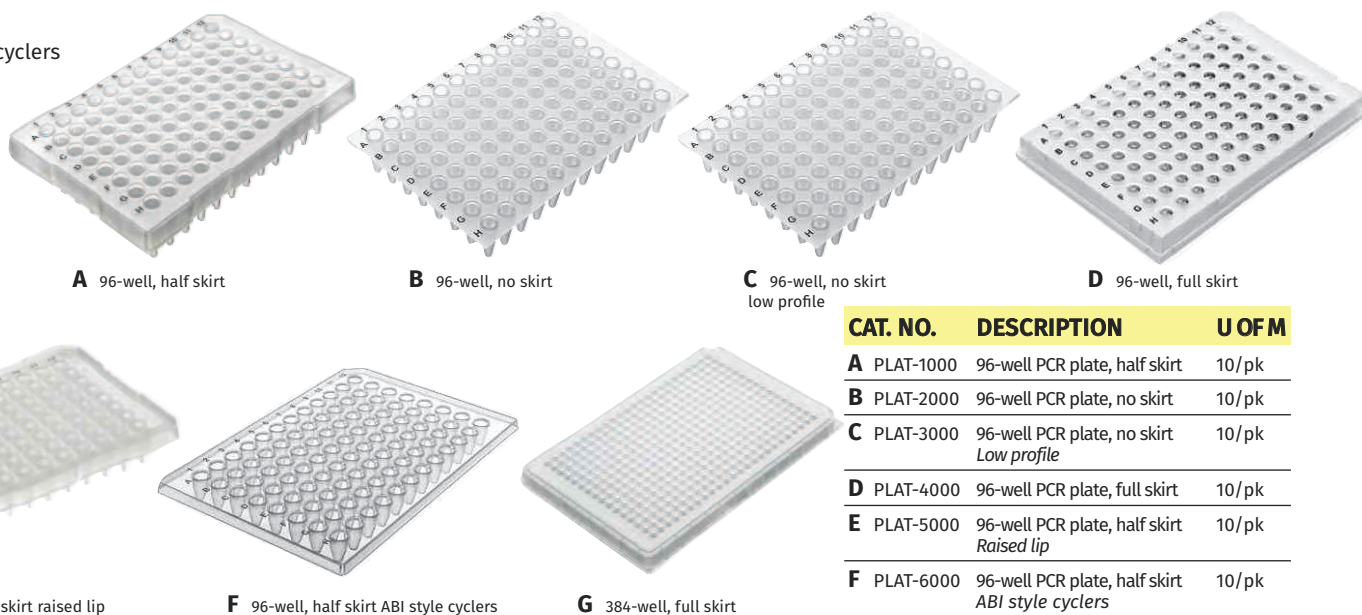 cyclers
A 96-well, half skirt
B 96-well, no skirt
C 96-well, no skirt
low profile
D 96-well, full skirt
skirt raised lip
F 96-well, half skirt ABI style cyclers
G 384-well, full skirt
CAT. NO. DESCRIPTION U OF M
A PLAT-1000 96-well PCR plate, half skirt 10/pk
B PLAT-2000 96-well PCR plate, no skirt 10/pk
C PLAT-3000 96-well PCR plate, no skirt 10/pk
Low profile
D PLAT-4000 96-well PCR plate, full skirt 10/pk
E PLAT-5000 96-well PCR plate, half skirt 10/pk
Raised lip
F PLAT-6000 96-well PCR plate, half skirt 10/pk
ABI style cyclers